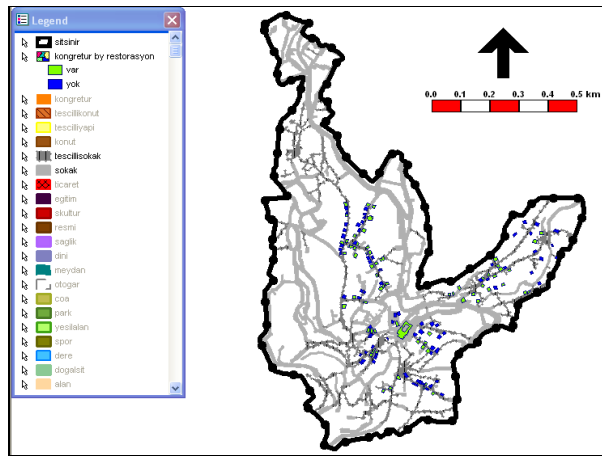 Legend
sitsinir
kongretur by restorasyon
var
yok
kongretur
tescillikonut
tescilliyapi
konut
tescillisokak
sokak
ticaret
egitim
skultur
resmi
saglik
dini
meydan
otogar
coa
park
yesilalan
spor
dere
dogalsit
alan
0.0 0.1 0.2 0.3 0.4 0.5 km